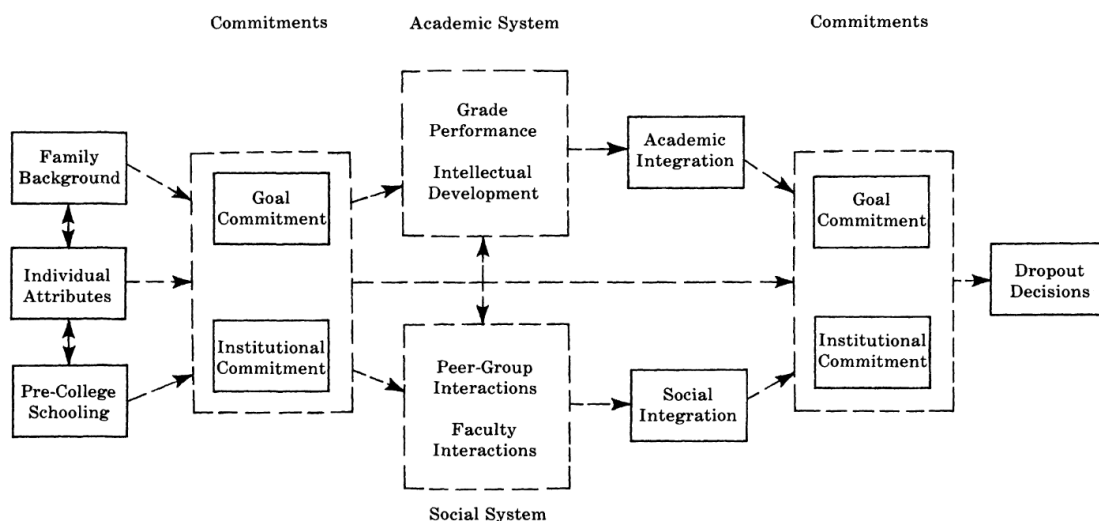 Commitments
Academic System
Commitments
Family
Background
Individual
Attributes
Pre-College
Schooling
Goal
Commitment
Institutional
Commitment
Grade
Performance
Intellectual
Development
Peer-Group
Interactions
Faculty
Interactions
Social System
Academic
Integration
Social
Integration
Goal
Commitment
Institutional
Commitment
Dropout
Decisions